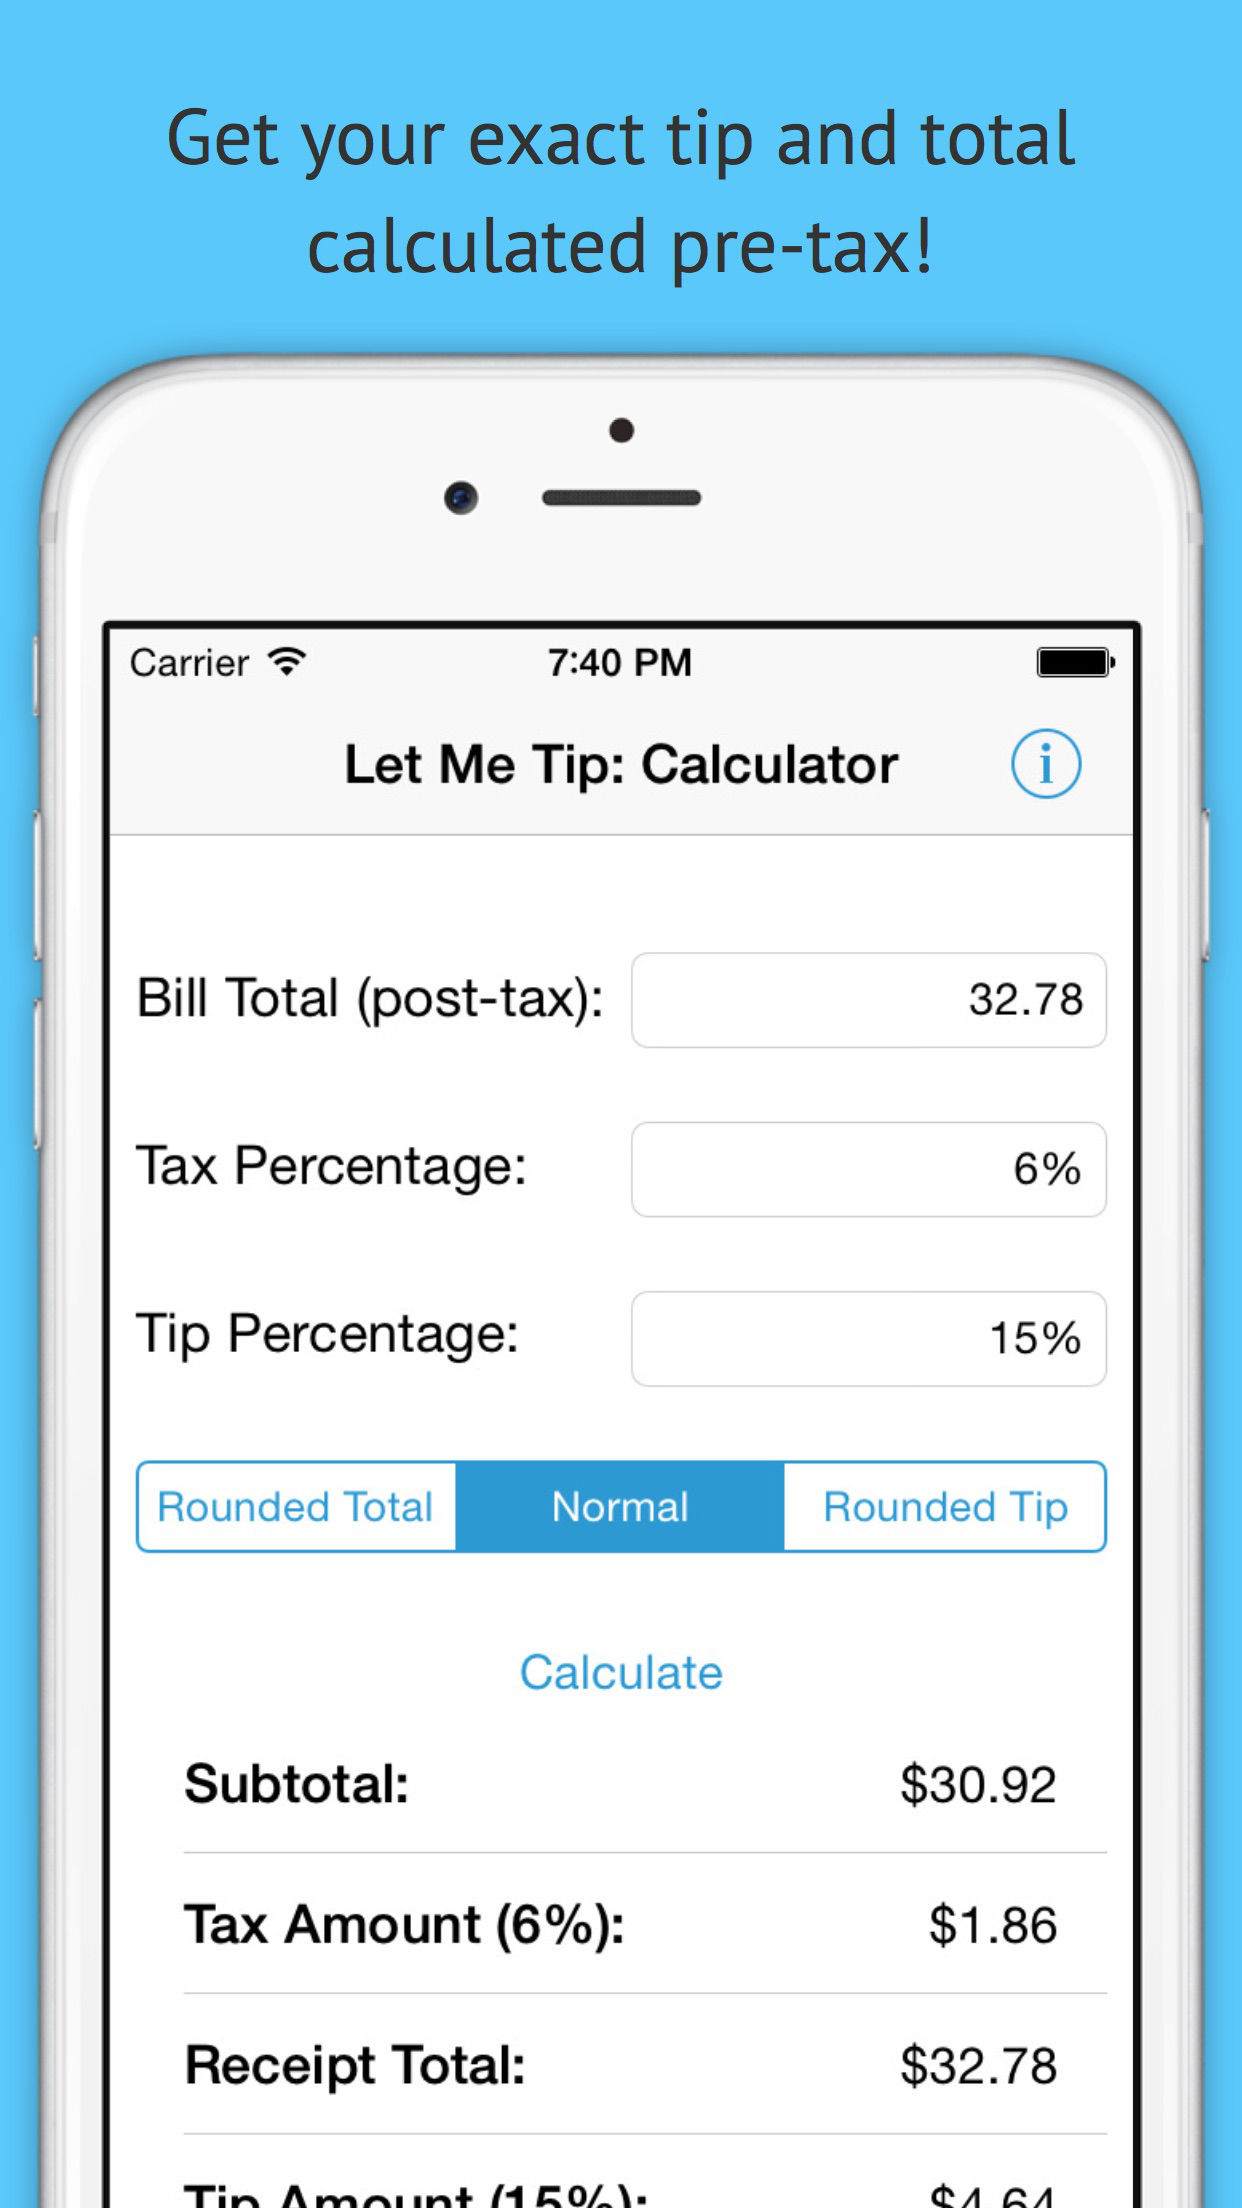 Get your exact tip and total
calculated pre-tax!
Carrier 7:40 PM
Let Me Tip: Calculator i
Bill Total (post-tax): 32.78
Tax Percentage: 6%
Tip Percentage: 15%
Rounded Total Normal Rounded Tip
Calculate
Subtotal: $30.92
Tax Amount (6%): $1.86
Receipt Total: $32.78
Tip Amount (15%): $4.64